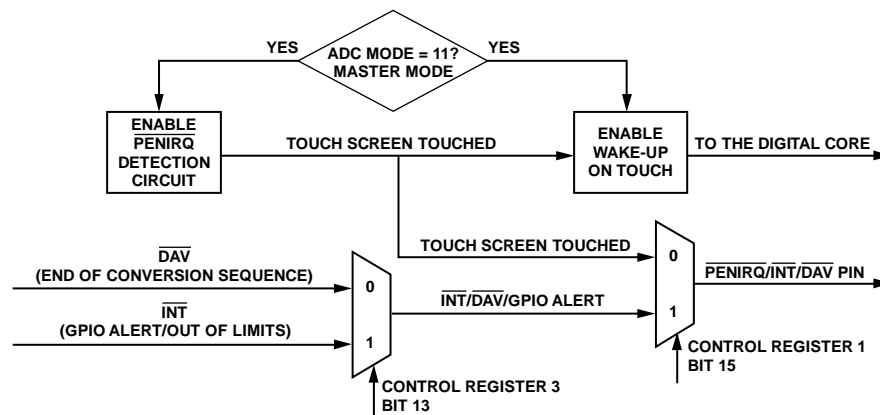 YES
ADC MODE = 11?
MASTER MODE
YES
ENABLE
PENIRQ
DETECTION
CIRCUIT
TOUCH SCREEN TOUCHED
ENABLE
WAKE-UP
ON TOUCH
TO THE DIGITAL CORE
DAV
(END OF CONVERSION SEQUENCE)
0
INT
(GPIO ALERT/OUT OF LIMITS)
1
INT/DAV/GPIO ALERT
TOUCH SCREEN TOUCHED
0
1
PENIRQ/INT/DAV PIN
CONTROL REGISTER 3
BIT 13
CONTROL REGISTER 1
BIT 15